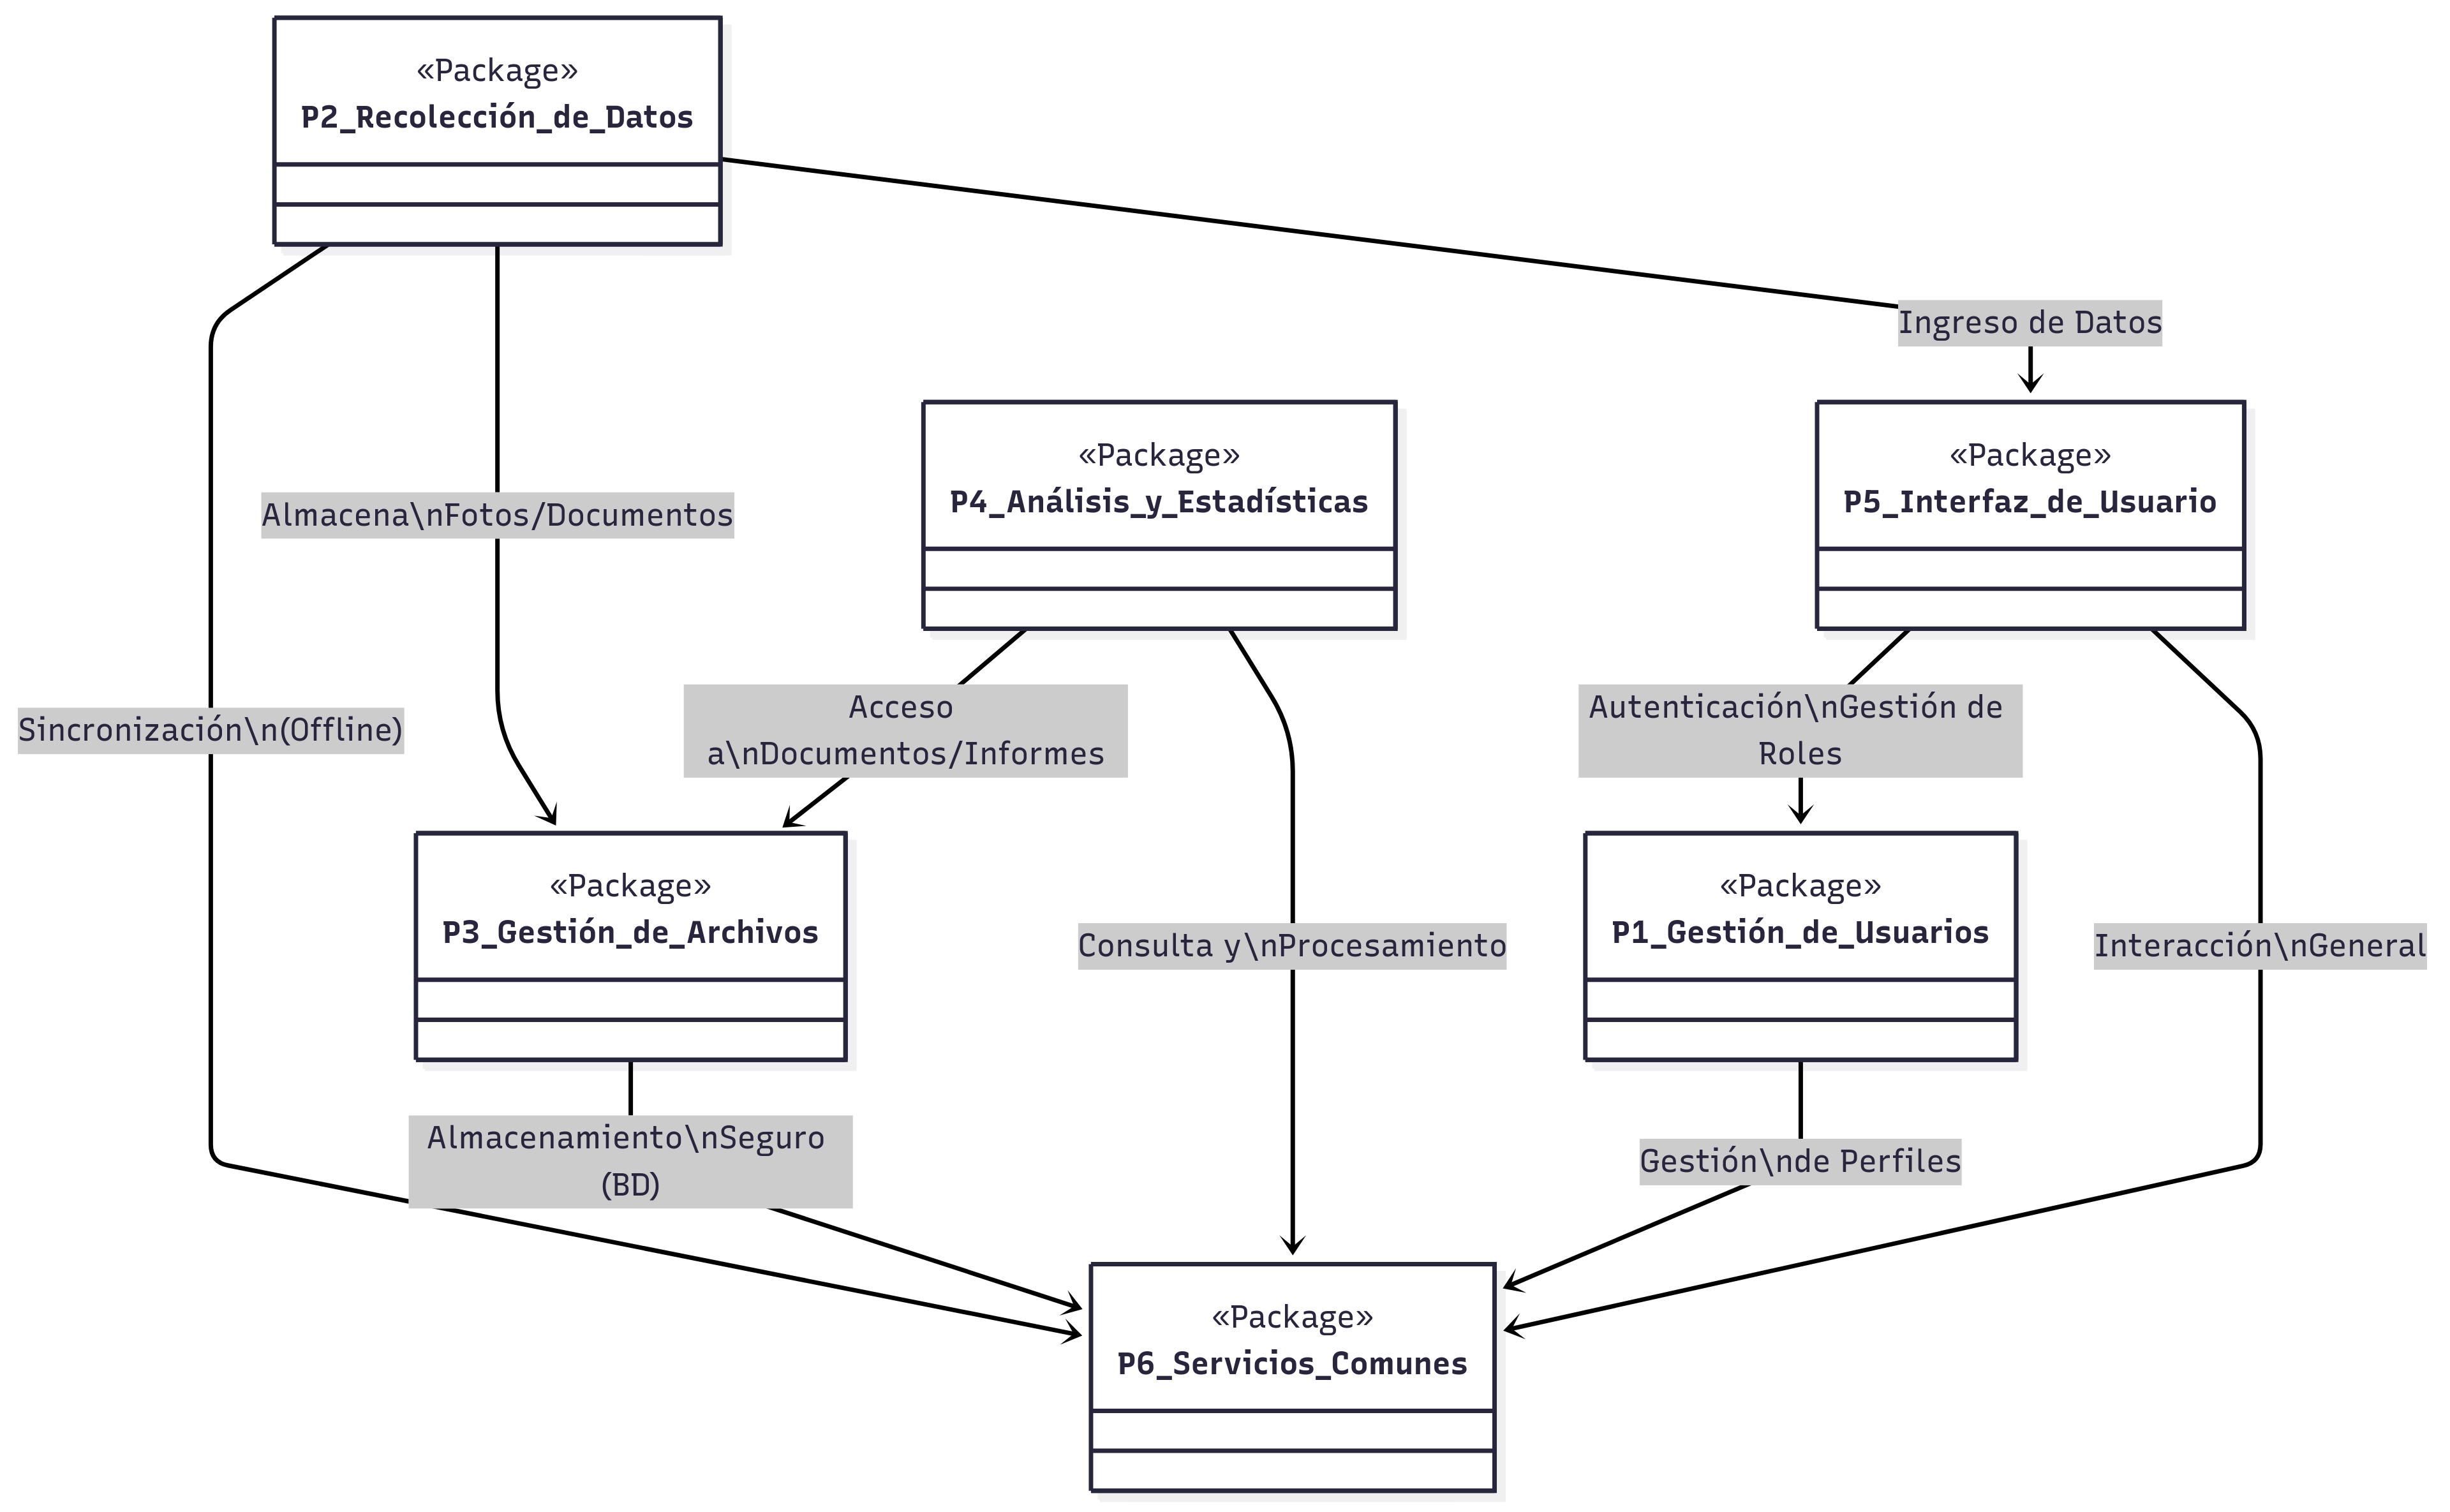 «Package»
P2_Recolección_de_Datos
Ingreso de Datos
«Package»
P4_Análisis_y_Estadísticas
«Package»
P5_Interfaz_de_Usuario
Almacena\nFotos/Documentos
Sincronización\n(Offline)
Acceso
a\nDocumentos/Informes
Autenticación\nGestión de
Roles
«Package»
P3_Gestión_de_Archivos
Consulta y\nProcesamiento
«Package»
P1_Gestión_de_Usuarios
Interacción\nGeneral
Almacenamiento\nSeguro
(BD)
Gestión\nde Perfiles
«Package»
P6_Servicios_Comunes